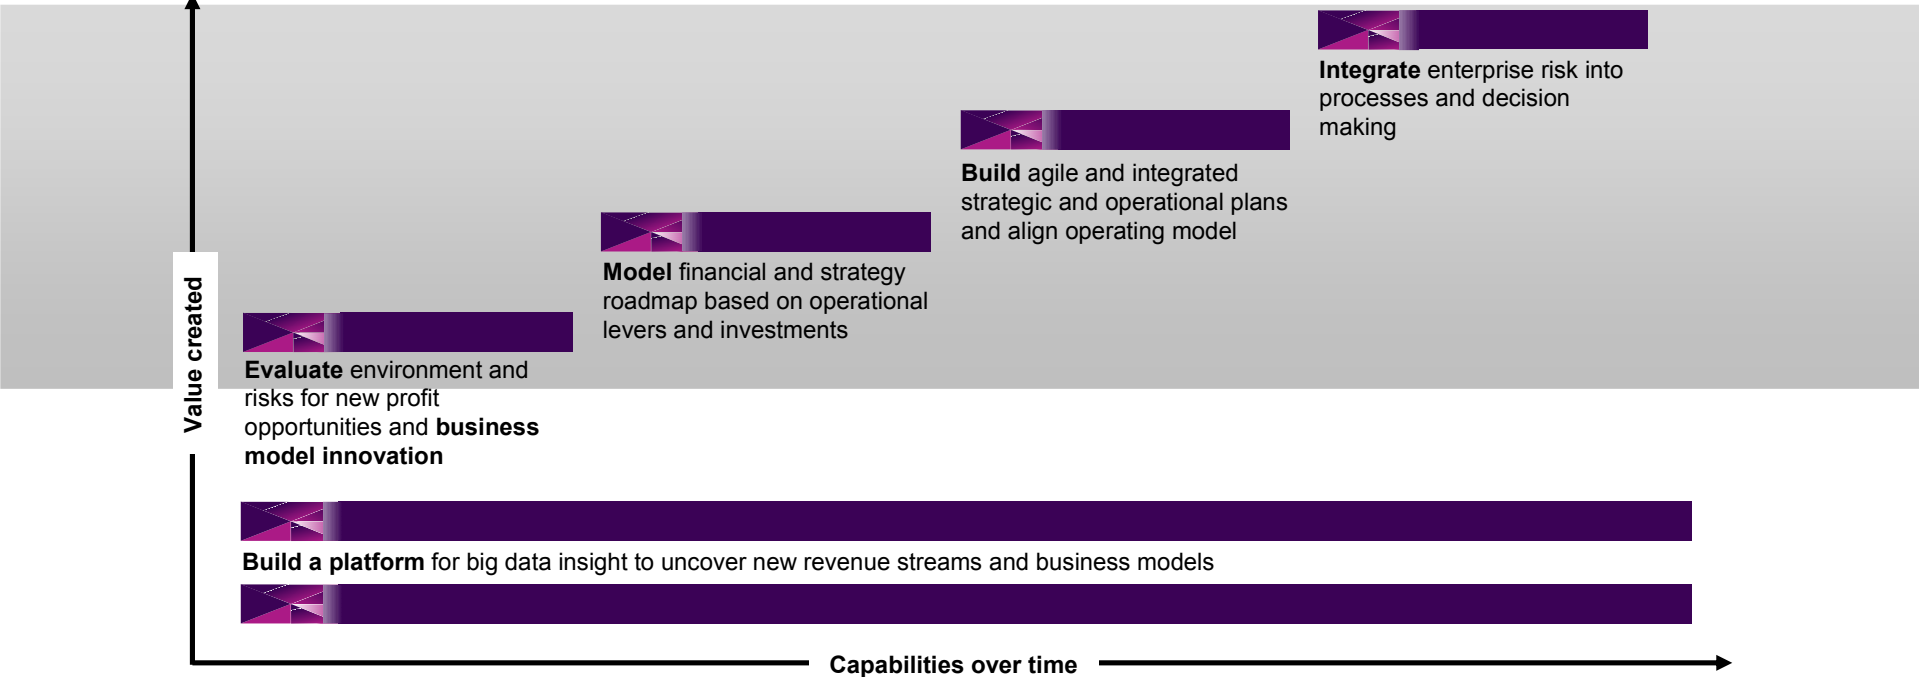 Integrate enterprise risk into
processes and decision
making
Build agile and integrated
strategic and operational plans
and align operating model
Model financial and strategy
roadmap based on operational
levers and investments
Value created
Evaluate environment and
risks for new profit
opportunities and business
model innovation
Build a platform for big data insight to uncover new revenue streams and business models
Capabilities over time